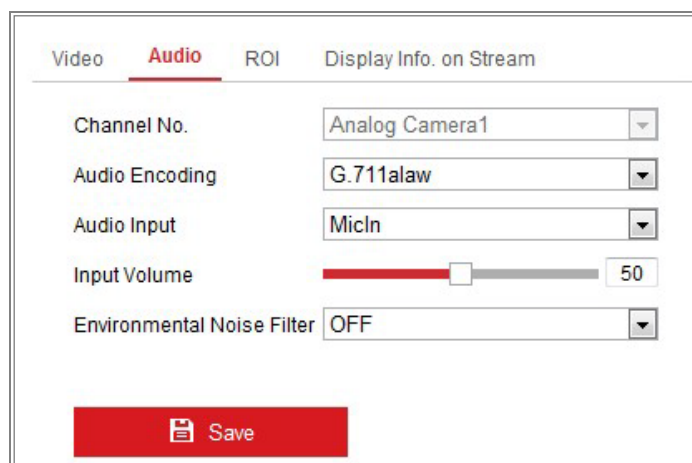 Video Audio ROI Display Info. on Stream
Channel No. Analog Camera1
Audio Encoding G.711alaw
Audio Input MicIn
Input Volume 50
Environmental Noise Filter OFF
Save